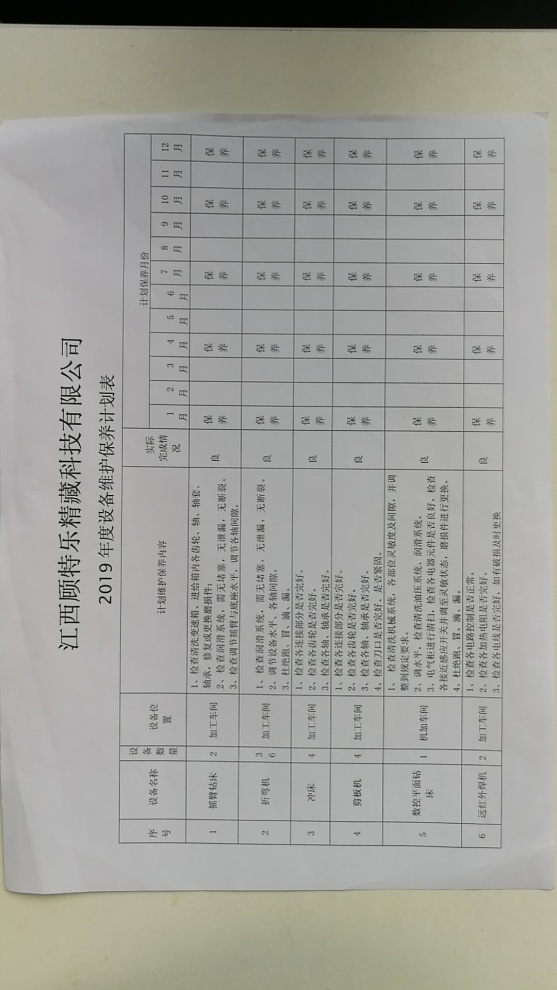 江西顾特乐精藏科技有限公司
2019 年度设备维护保养计划表
序号 设备名称 设备数量 设备位置 计划维护保养内容 实际完成情况 计划保养月份
1月 2月 3月 4月 5月 6月 7月 8月 9月 10月 11月 12月
1 摇臂钻床 2 加工车间
1、检查清洗变速箱、进给箱内各齿轮、轴、轴套、
轴承，修复或更换磨损件。
2、检查润滑系统，需无堵塞，无泄漏，无断裂。
3、检查调节摇臂与底座水平，调节各轴间隙。
良 保养 保养 保养 保养 保养
2 折弯机 36 加工车间
1、检查润滑系统，需无堵塞，无泄漏，无断裂。
2、调节设备水平、各轴间隙。
3、杜绝跑、冒、滴、漏。
良 保养 保养 保养 保养 保养
3 冲床 4 加工车间
1、检查各连接部分是否完好。
2、检查各齿轮是否完好。
3、检查各轴、轴承是否完好。
良 保养 保养 保养 保养 保养
4 剪板机 4 加工车间
1、检查各连接部分是否完好。
2、检查各齿轮是否完好。
3、检查各轴、轴承是否完好。
4、检查刀口是否完好，是否紧固。
良 保养 保养 保养 保养 保养
5 数控平面钻床 1 机加车间
1、检查清洗机械系统，各部位灵敏度及间隙，并调
整到规定要求。
2、调水平，检查清洗油压系统、润滑系统。
3、电气柜进行清扫，检查各电器元件是否良好，检查
各接近感应开关并调至灵敏状态，磨损件进行更换。
4、杜绝跑、冒、滴、漏。
良 保养 保养 保养 保养 保养
6 远红外焊机 2 加工车间
1、检查各电路控制是否正常。
2、检查各加热电阻是否完好。
3、检查各电线是否完好，如有破损及时更换
良 保养 保养 保养 保养 保养